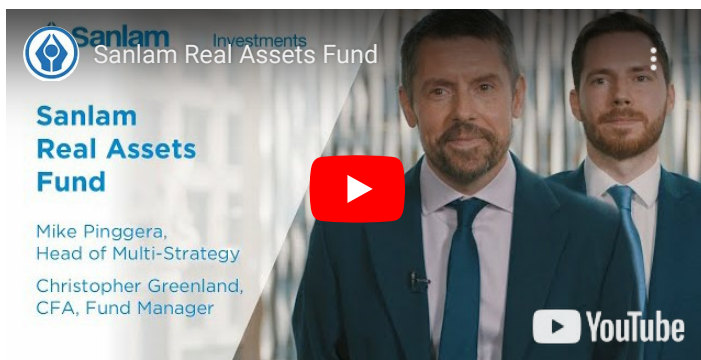 Sanlam Investments
Sanlam Real Assets Fund
Sanlam
Real Assets
Fund
Mike Pinggera,
Head of Multi-Strategy
Christopher Greenland,
CFA, Fund Manager
YouTube